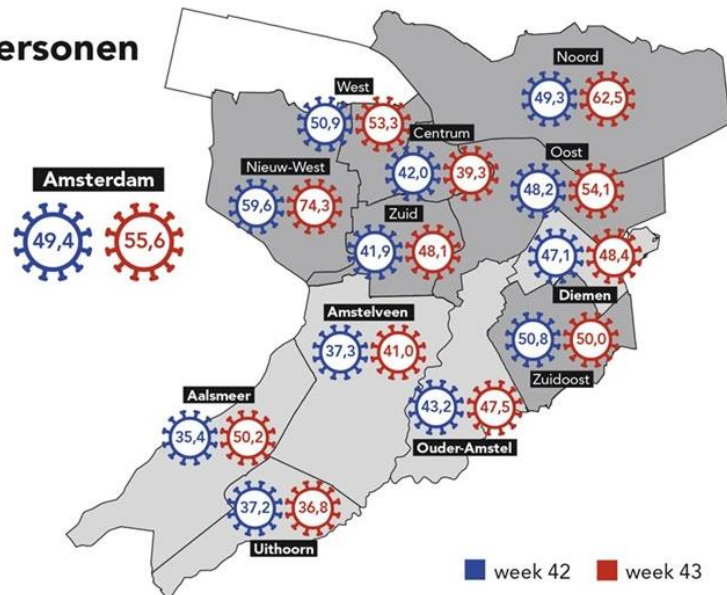 ersonen
Noord
49,3 62,5
West
50,9 53,3
Centrum
42,0 39,3
Oost
48,2 54,1
Nieuw-West
59,6 74,3
Amsterdam
49,4 55,6
Zuid
41,9 48,1
47,1 48,4
Diemen
Amstelveen
37,3 41,0
50,8 50,0
Zuidoost
Aalsmeer
35,4 50,2
43,2 47,5
Ouder-Amstel
37,2 36,8
Uithoorn
week 42 week 43